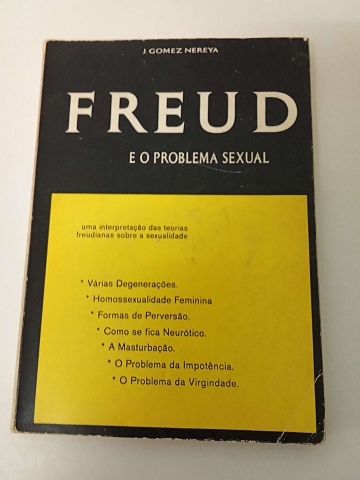 J. GOMEZ NEREYA
FREUD
E O PROBLEMA SEXUAL
uma interpretação das teorias
freudianas sobre a sexualidade
* Várias Degenerações.
* Homossexualidade Feminina
* Formas de Perversão.
* Como se fica Neurótico.
* A Masturbação.
* O Problema da Impotência.
* O Problema da Virgindade.